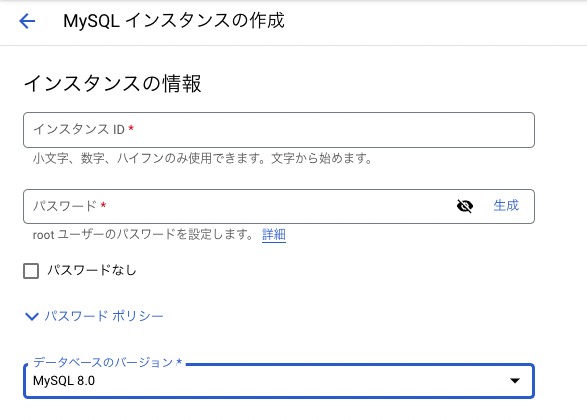 MySQL インスタンスの作成
インスタンスの情報
インスタンス ID *
小文字、数字、ハイフンのみ使用できます。文字から始めます。
パスワード * 生成
root ユーザーのパスワードを設定します。 詳細
パスワードなし
パスワード ポリシー
データベースのバージョン *
MySQL 8.0